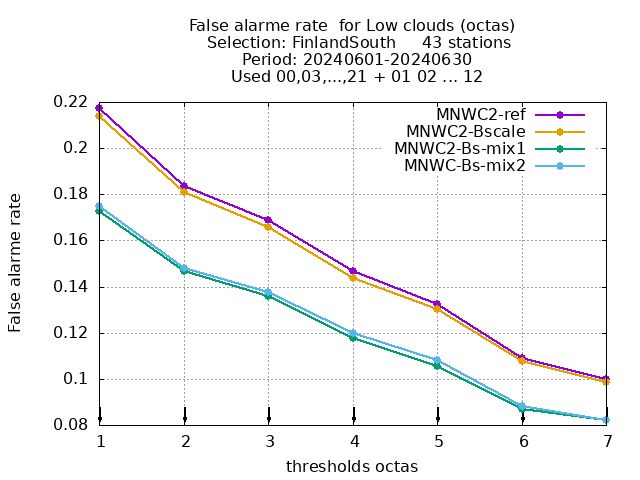 False alarme rate  for Low clouds (octas)
Selection: FinlandSouth     43 stations
Period: 20240601-20240630
Used 00,03,...,21 + 01 02 ... 12
MNWC2-ref
MNWC2-Bscale
MNWC2-Bs-mix1
MNWC-Bs-mix2
False alarme rate
0.22
0.2
0.18
0.16
0.14
0.12
0.1
0.08
1 2 3 4 5 6 7
thresholds octas